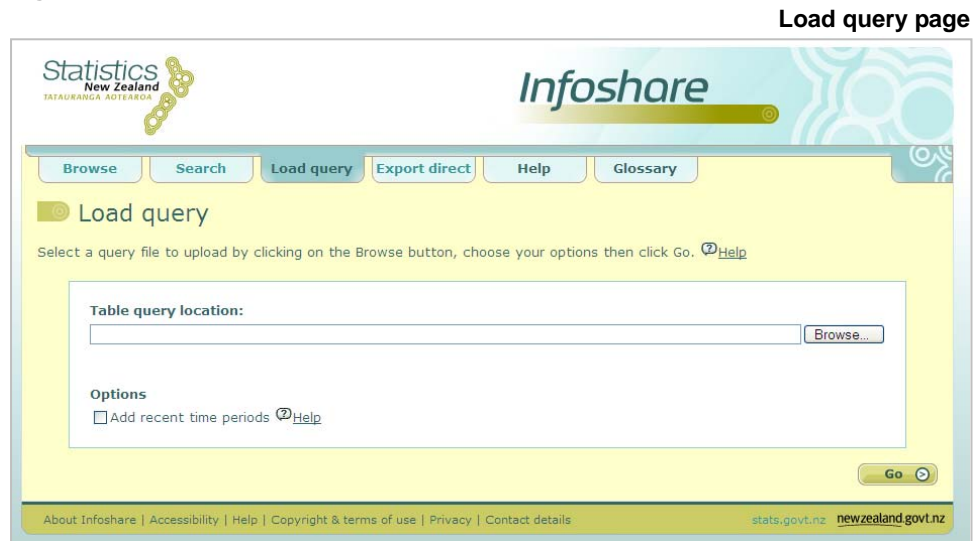 Load query page
Statistics
New Zealand
TATAURANGA AOTEAROA
Infoshare
Browse Search Load query Export direct Help Glossary
Load query
Select a query file to upload by clicking on the Browse button, choose your options then click Go. Help
Table query location:
Browse...
Options
Add recent time periods Help
Go
About Infoshare | Accessibility | Help | Copyright & terms of use | Privacy | Contact details stats.govt.nz newzealand.govt.nz